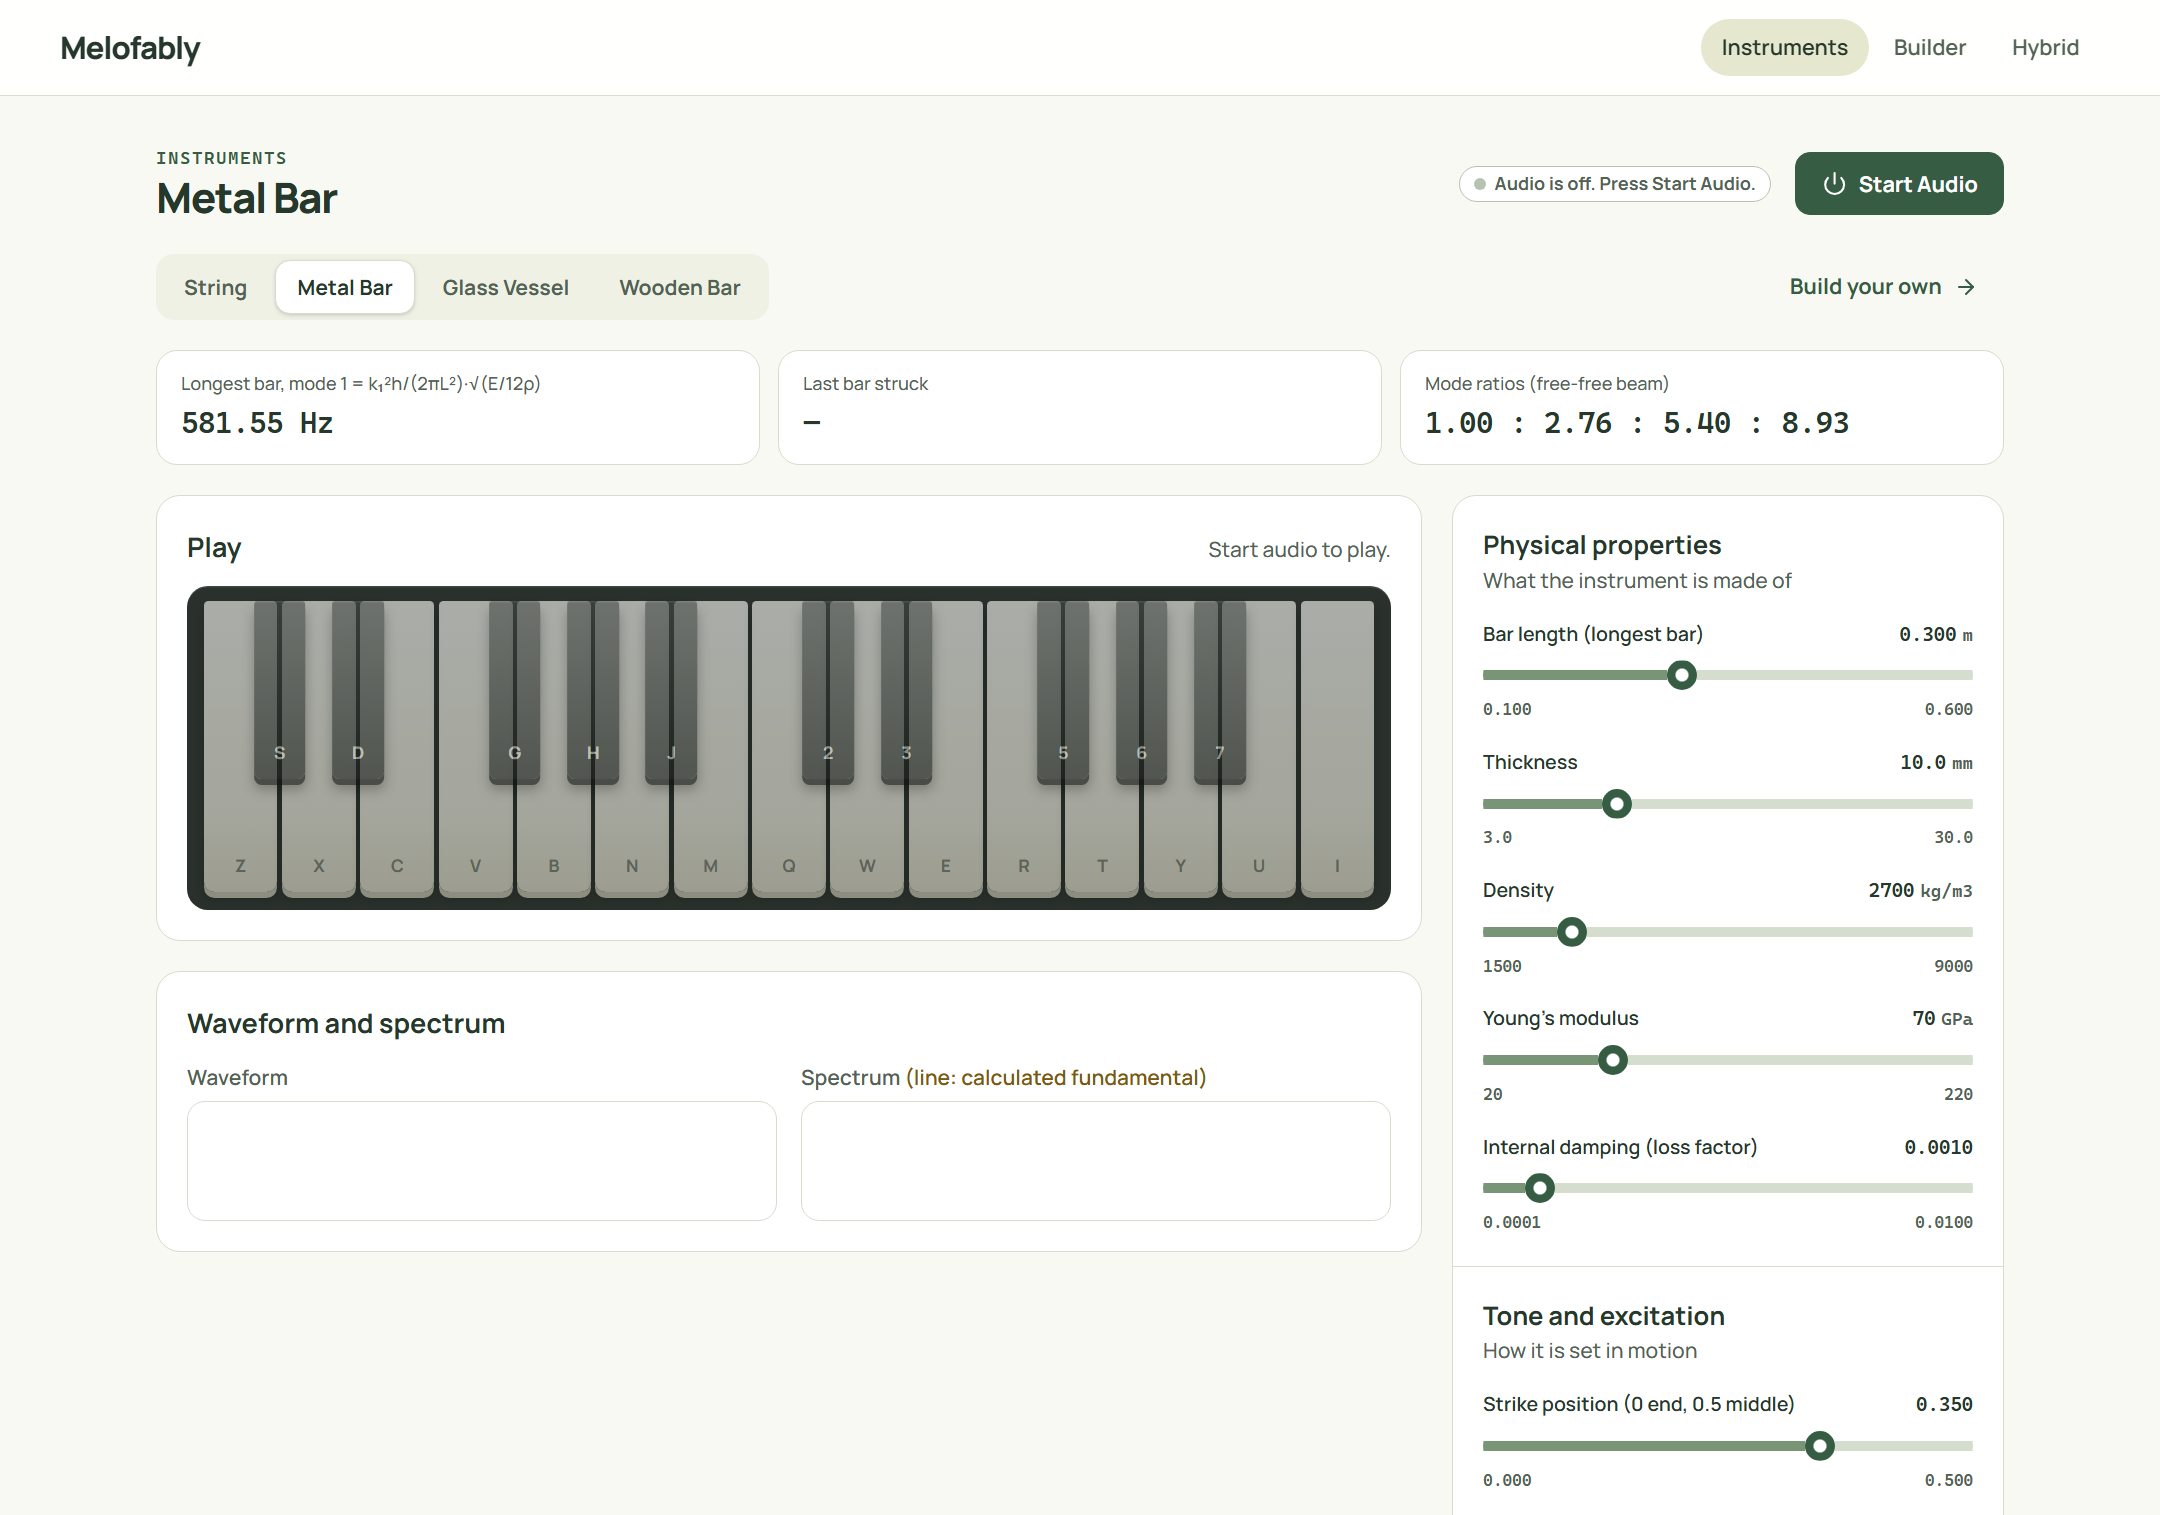 Melofably
Instruments Builder Hybrid
INSTRUMENTS
Metal Bar
Audio is off. Press Start Audio.
Start Audio
String Metal Bar Glass Vessel Wooden Bar
Build your own →
Longest bar, mode 1 = k₁²h/(2πL²)·√(E/12ρ)
581.55 Hz
Last bar struck
–
Mode ratios (free-free beam)
1.00 : 2.76 : 5.40 : 8.93
Play
Start audio to play.
S D G H J 2 3 5 6 7
Z X C V B N M Q W E R T Y U I
Waveform and spectrum
Waveform
Spectrum (line: calculated fundamental)
Physical properties
What the instrument is made of
Bar length (longest bar) 0.300 m
0.100 0.600
Thickness 10.0 mm
3.0 30.0
Density 2700 kg/m3
1500 9000
Young's modulus 70 GPa
20 220
Internal damping (loss factor) 0.0010
0.0001 0.0100
Tone and excitation
How it is set in motion
Strike position (0 end, 0.5 middle) 0.350
0.000 0.500